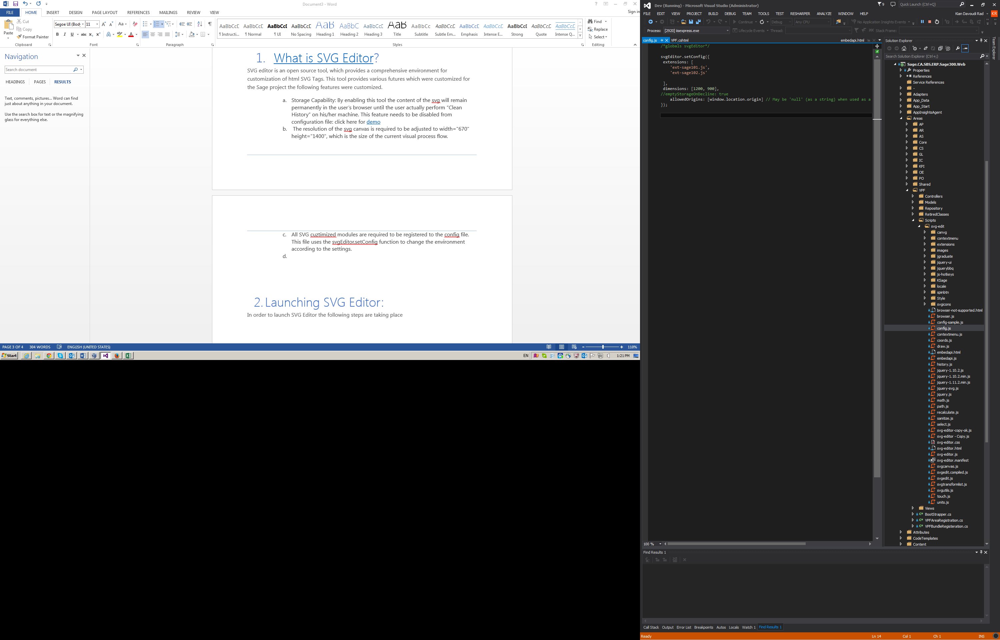 Document3 - Word
Sign in
FILE HOME INSERT DESIGN PAGE LAYOUT REFERENCES MAILINGS REVIEW VIEW
Paste
Cut
Copy
Format Painter
Clipboard
Segoe UI (Body 11
Font
Paragraph
AaBbCcD AaBbCcD AaBbCcI AaBbCcD AaB AaBbC AaBbCcD AaB AaBbCc AaBbCcD AaBbCcD AaBbCcD AaBbCcI AaBbCcD AaBbCcD
¶ Instructi... ¶ Normal ¶ UI No Spacing Heading 1 Heading 2 Heading 3 Title Subtitle Subtle Em... Emphasis Intense E... Strong Quote Intense Q...
Styles
Find
Replace
Select
Editing
Navigation
Search document
HEADINGS PAGES RESULTS
Text, comments, pictures... Word can find
just about anything in your document.
Use the search box for text or the magnifying
glass for everything else.
1. What is SVG Editor?
SVG editor is an open source tool, which provides a comprehensive environment for
customization of html SVG Tags. This tool provides various futures which were customized for
the Sage project the following features were customized.
a. Storage Capability: By enabling this tool the content of the svg will remain
permanently in the user's browser until the user actually perform "Clean
History" on his/her machine. This feature needs to be disabled from
configuration file: click here for demo
b. The resolution of the svg canvas is required to be adjusted to width="670"
height="1400", which is the size of the current visual process flow.
c. All SVG cuztimized modules are required to be registered to the config file.
This file uses the svgEditor.setConfig function to change the environment
according to the settings.
d.
2. Launching SVG Editor:
In order to launch SVG Editor the following steps are taking place
PAGE 3 OF 4 304 WORDS ENGLISH (UNITED STATES) 110%
Start EN 1:21 PM
Dev (Running) - Microsoft Visual Studio (Administrator)
9 Quick Launch (Ctrl+Q)
FILE EDIT VIEW PROJECT BUILD DEBUG TEAM TOOLS TEST RESHARPER ANALYZE WINDOW HELP
Kian Davoudi Rad KR
Continue Debug Any CPU No Application Insights Events
Process: [2920] iisexpress.exe Lifecycle Events Thread: Stack Frame:
config.js VPF.cshtml embedapi.html
/*globals svgEditor*/
svgEditor.setConfig({
extensions: [
'ext-sage101.js',
'ext-sage102.js'
],
dimensions: [1200, 900],
//emptyStorageOnDecline: true
allowedOrigins: [window.location.origin] // May be 'null' (as a string) when used as a
});
100 %
Solution Explorer
Team Explorer
Search Solution Explorer (Ctrl+;)
Sage.CA.SBS.ERP.Sage300.Web
Properties
References
Service References
-
Adapters
App_Data
App_Start
AppInsightsAgent
Areas
AP
AR
AS
Core
CS
GL
IC
KPI
OE
PO
Shared
VPF
Controllers
Models
Repository
RetiredClasses
Scripts
svg-edit
canvg
contextmenu
extensions
images
jgraduate
jquery-ui
jquerybbq
js-hotkeys
KSage
locale
spinbtn
Style
svgicons
browser-not-supported.html
browser.js
config-sample.js
config.js
contextmenu.js
coords.js
draw.js
embedapi.html
embedapi.js
history.js
jquery-1.10.2.js
jquery-1.10.2.min.js
jquery-1.11.2.min.js
jquery-svg.js
jquery.js
math.js
path.js
recalculate.js
sanitize.js
select.js
svg-editor-copy-ok.js
svg-editor - Copy.js
svg-editor.css
svg-editor.html
svg-editor.js
svg-editor.manifest
svgcanvas.js
svgedit.compiled.js
svgedit.js
svgtransformlist.js
svgutils.js
touch.js
units.js
Views
BootStrapper.cs
VPFAreaRegistration.cs
VPFBundleRegisteration.cs
Attributes
CodeTemplates
Content
Find Results 1
Call Stack Output Error List Breakpoints Autos Locals Watch 1 Find Results 1
Ready Ln 14 Col 1 Ch 1 INS